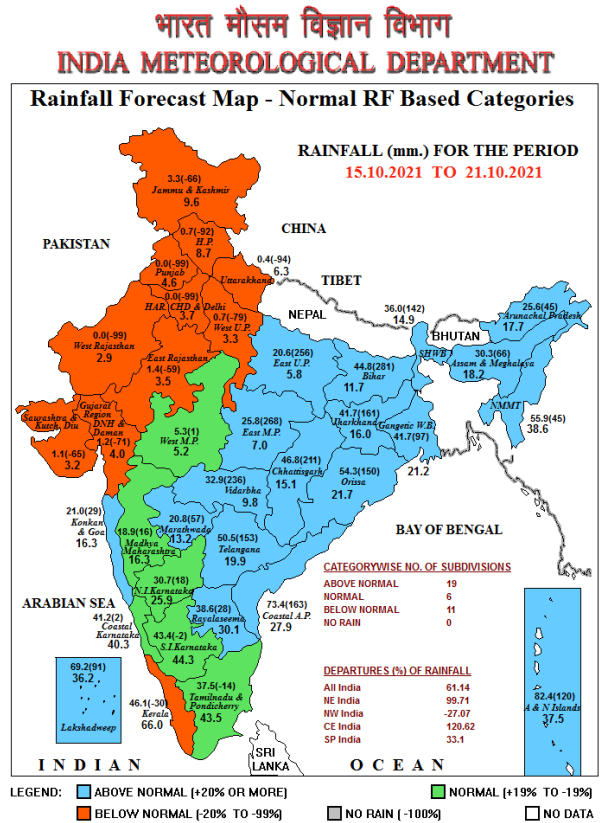 भारत मौसम विज्ञान विभाग
INDIA METEOROLOGICAL DEPARTMENT
Rainfall Forecast Map - Normal RF Based Categories
RAINFALL (mm.) FOR THE PERIOD
15.10.2021 TO 21.10.2021
3.3(-66)
Jammu & Kashmir
9.6
CHINA
PAKISTAN
0.7(-92)
H.P.
8.7
0.4(-94)
6.3
Uttarakhand
TIBET
0.0(-99)
Punjab
4.6
0.0(-99)
HAR. CHD & Delhi
3.7
NEPAL
0.7(-79)
West U.P.
3.3
36.0(142)
14.9
SHWB
BHUTAN
25.6(45)
Arunachal Pradesh
17.7
0.0(-99)
West Rajasthan
2.9
East Rajasthan
1.4(-59)
3.5
20.6(256)
East U.P.
5.8
44.8(281)
Bihar
11.7
30.3(66)
Assam & Meghalaya
18.2
NMMT
55.9(45)
38.6
Saurashtra &
Kutch, Diu
1.1(-65)
3.2
Gujarat
Region
DNH &
Daman
1.2(-71)
4.0
5.3(1)
West M.P.
5.2
25.8(268)
East M.P.
7.0
41.7(161)
Jharkhand
16.0
Gangetic W.B.
41.7(97)
21.2
46.8(211)
Chhattisgarh
15.1
54.3(150)
Orissa
21.7
32.9(236)
Vidarbha
9.8
21.0(29)
Konkan
& Goa
16.3
18.9(16)
Madhya
Maharashtra
16.3
20.8(57)
Marathwada
13.2
50.5(153)
Telangana
19.9
BAY OF BENGAL
30.7(18)
N.I.Karnataka
25.9
ARABIAN SEA
41.2(2)
Coastal
Karnataka
40.3
38.6(28)
Rayalaseema
30.1
73.4(163)
Coastal A.P.
27.9
43.4(-2)
S.I.Karnataka
44.3
69.2(91)
36.2
Lakshadweep
46.1(-30)
Kerala
66.0
37.5(-14)
Tamilnadu &
Pondicherry
43.5
82.4(120)
A & N Islands
37.5
SRI
LANKA
CATEGORYWISE NO. OF SUBDIVISIONS
ABOVE NORMAL 19
NORMAL 6
BELOW NORMAL 11
NO RAIN 0
DEPARTURES (%) OF RAINFALL
All India 61.14
NE India 99.71
NW India -27.07
CE India 120.62
SP India 33.1
INDIAN OCEAN
LEGEND: ABOVE NORMAL (+20% OR MORE) NORMAL (+19% TO -19%)
BELOW NORMAL (-20% TO -99%) NO RAIN ( -100%) NO DATA